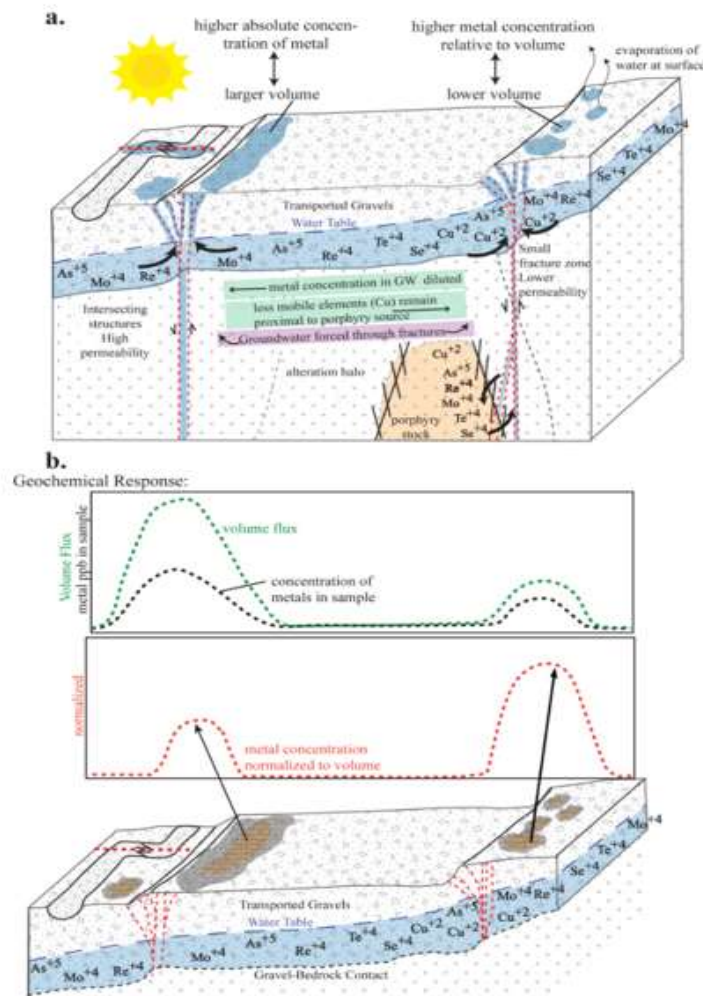 a.
higher absolute concen-
tration of metal
larger volume
higher metal concentration
relative to volume
lower volume
evaporation of
water at surface
Transported Gravels
Water Table
As+5
Mo+4
Re+4
Mo+4
As+5
Re+4
Te+4
Se+4
Cu+2
Cu+2
As+5
Cu+2
Mo+4
Re+4
Se+4
Te+4
Mo+4
Intersecting
structures
High
permeability
metal concentration in GW diluted
less mobile elements (Cu) remain
proximal to porphyry source
Groundwater forced through fractures
Small
fracture zone
Lower
permeability
alteration halo
Cu+2
As+5
Re+4
Mo+4
Te+4
Se+4
porphyry
stock
b.
Geochemical Response:
Volume Flux
metal ppb in sample
volume flux
concentration of
metals in sample
normalized
metal concentration
normalized to volume
Transported Gravels
Water Table
As+5
Mo+4
Re+4
Mo+4
As+5
Re+4
Te+4
Se+4
Cu+2
Cu+2
As+5
Mo+4
Re+4
Cu+2
Se+4
Te+4
Mo+4
Gravel-Bedrock Contact